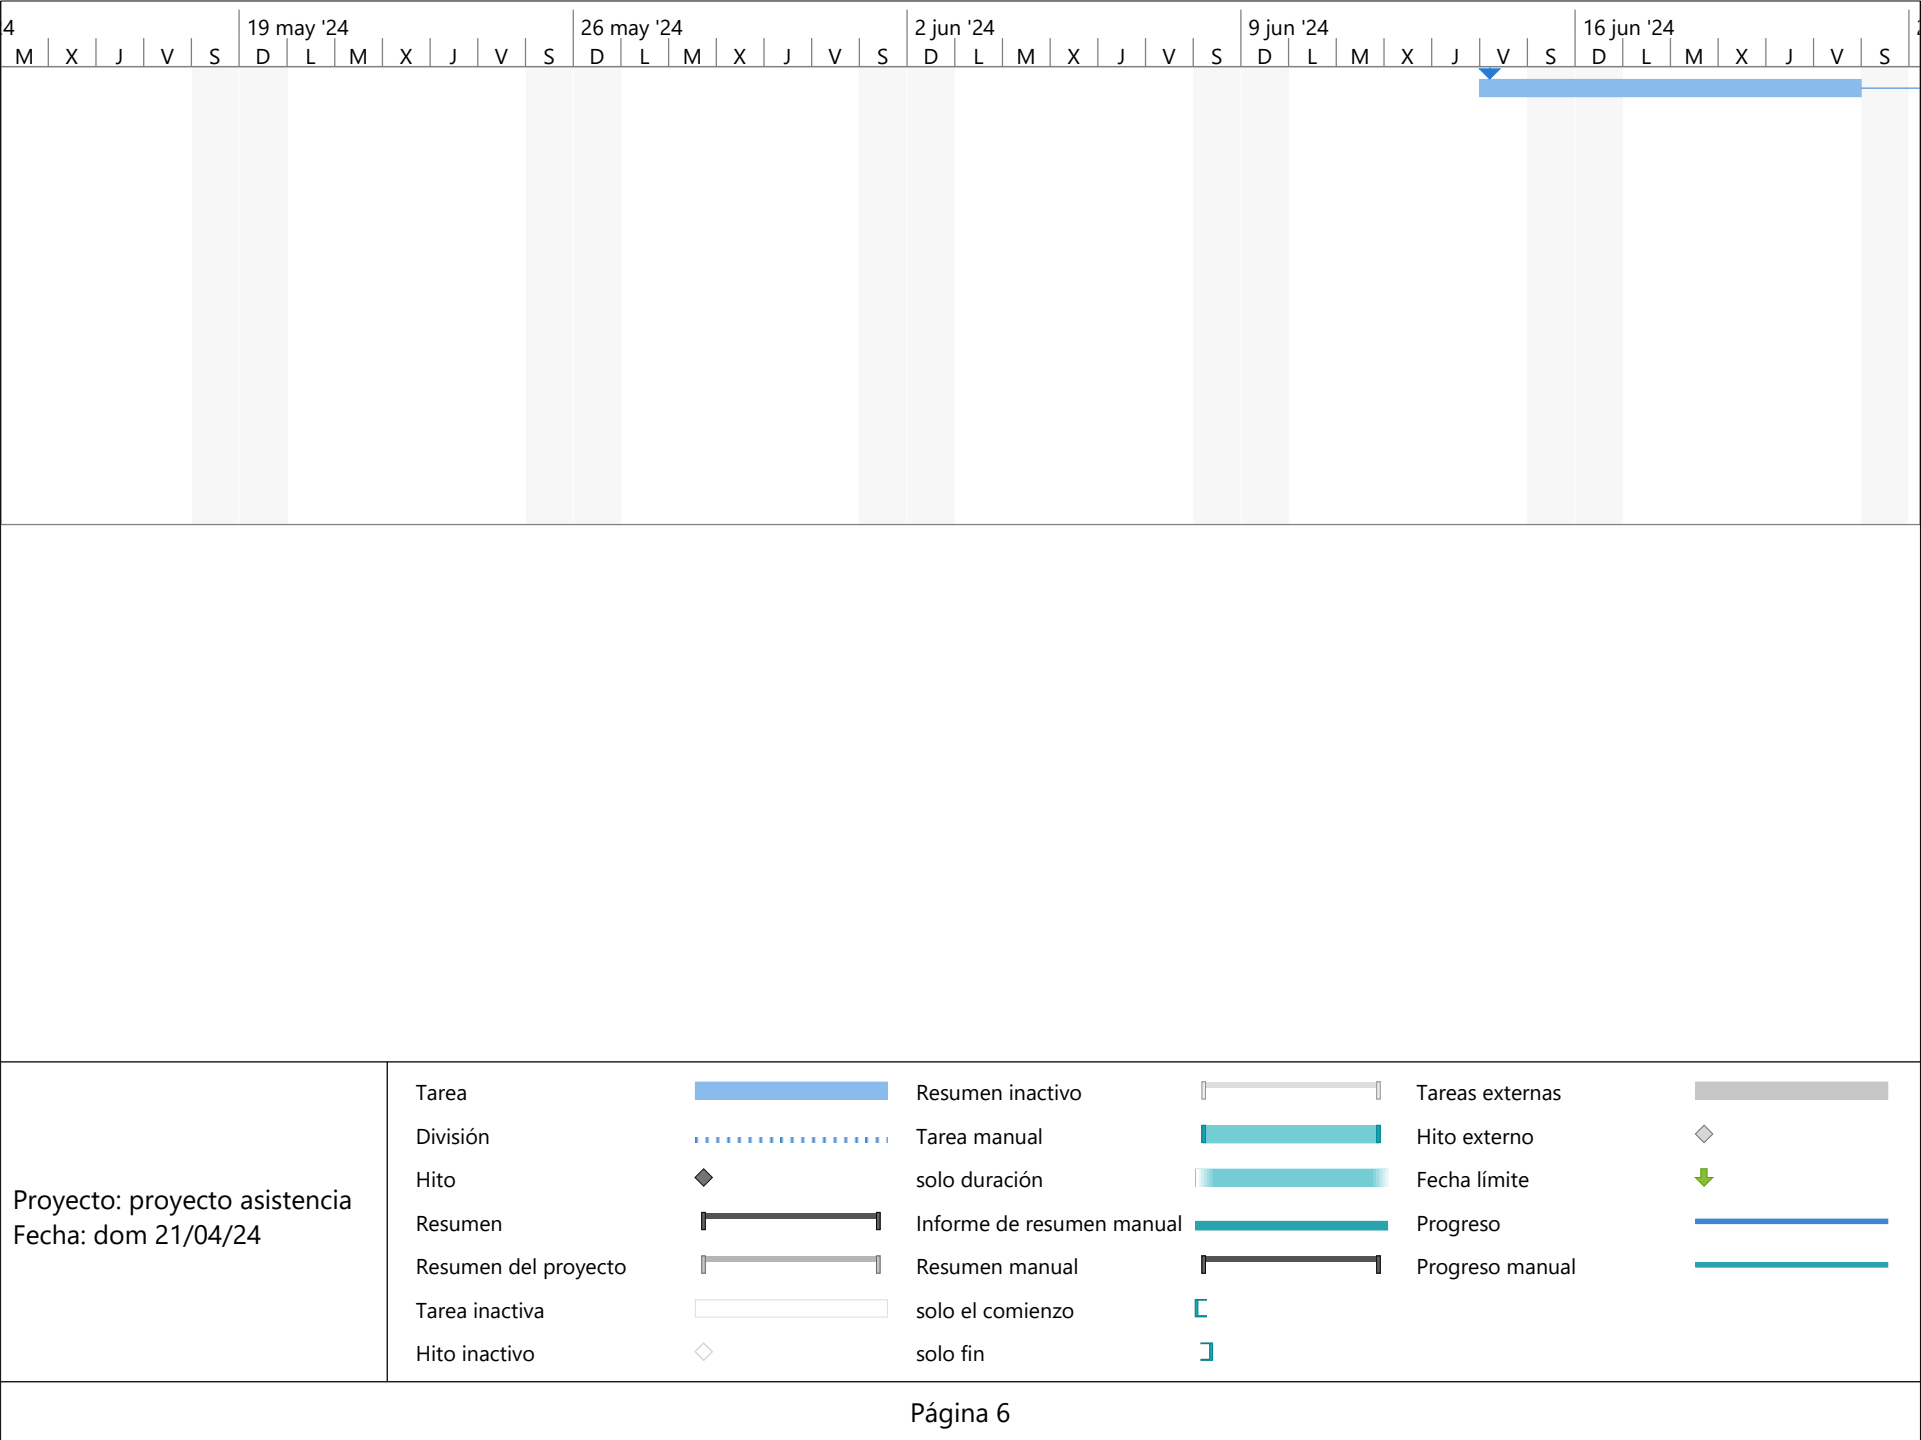 4 19 may '24 26 may '24 2 jun '24 9 jun '24 16 jun '24
M X J V S D L M X J V S D L M X J V S D L M X J V S D L M X J V S D L M X J V S
Proyecto: proyecto asistencia
Fecha: dom 21/04/24
Tarea
División
Hito
Resumen
Resumen del proyecto
Tarea inactiva
Hito inactivo
Resumen inactivo
Tarea manual
solo duración
Informe de resumen manual
Resumen manual
solo el comienzo
solo fin
Tareas externas
Hito externo
Fecha límite
Progreso
Progreso manual
Página 6